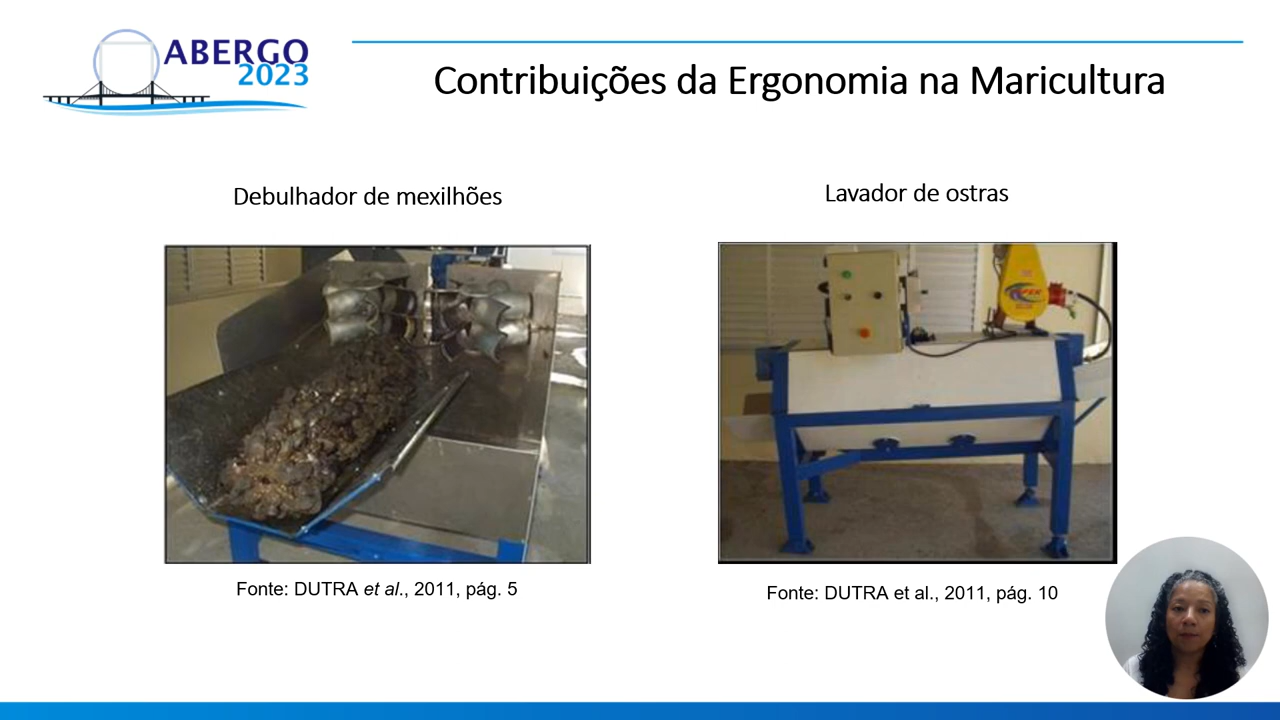 ABERGO
2023
Contribuições da Ergonomia na Maricultura
Debulhador de mexilhões
Lavador de ostras
Fonte: DUTRA et al., 2011, pág. 5
Fonte: DUTRA et al., 2011, pág. 10